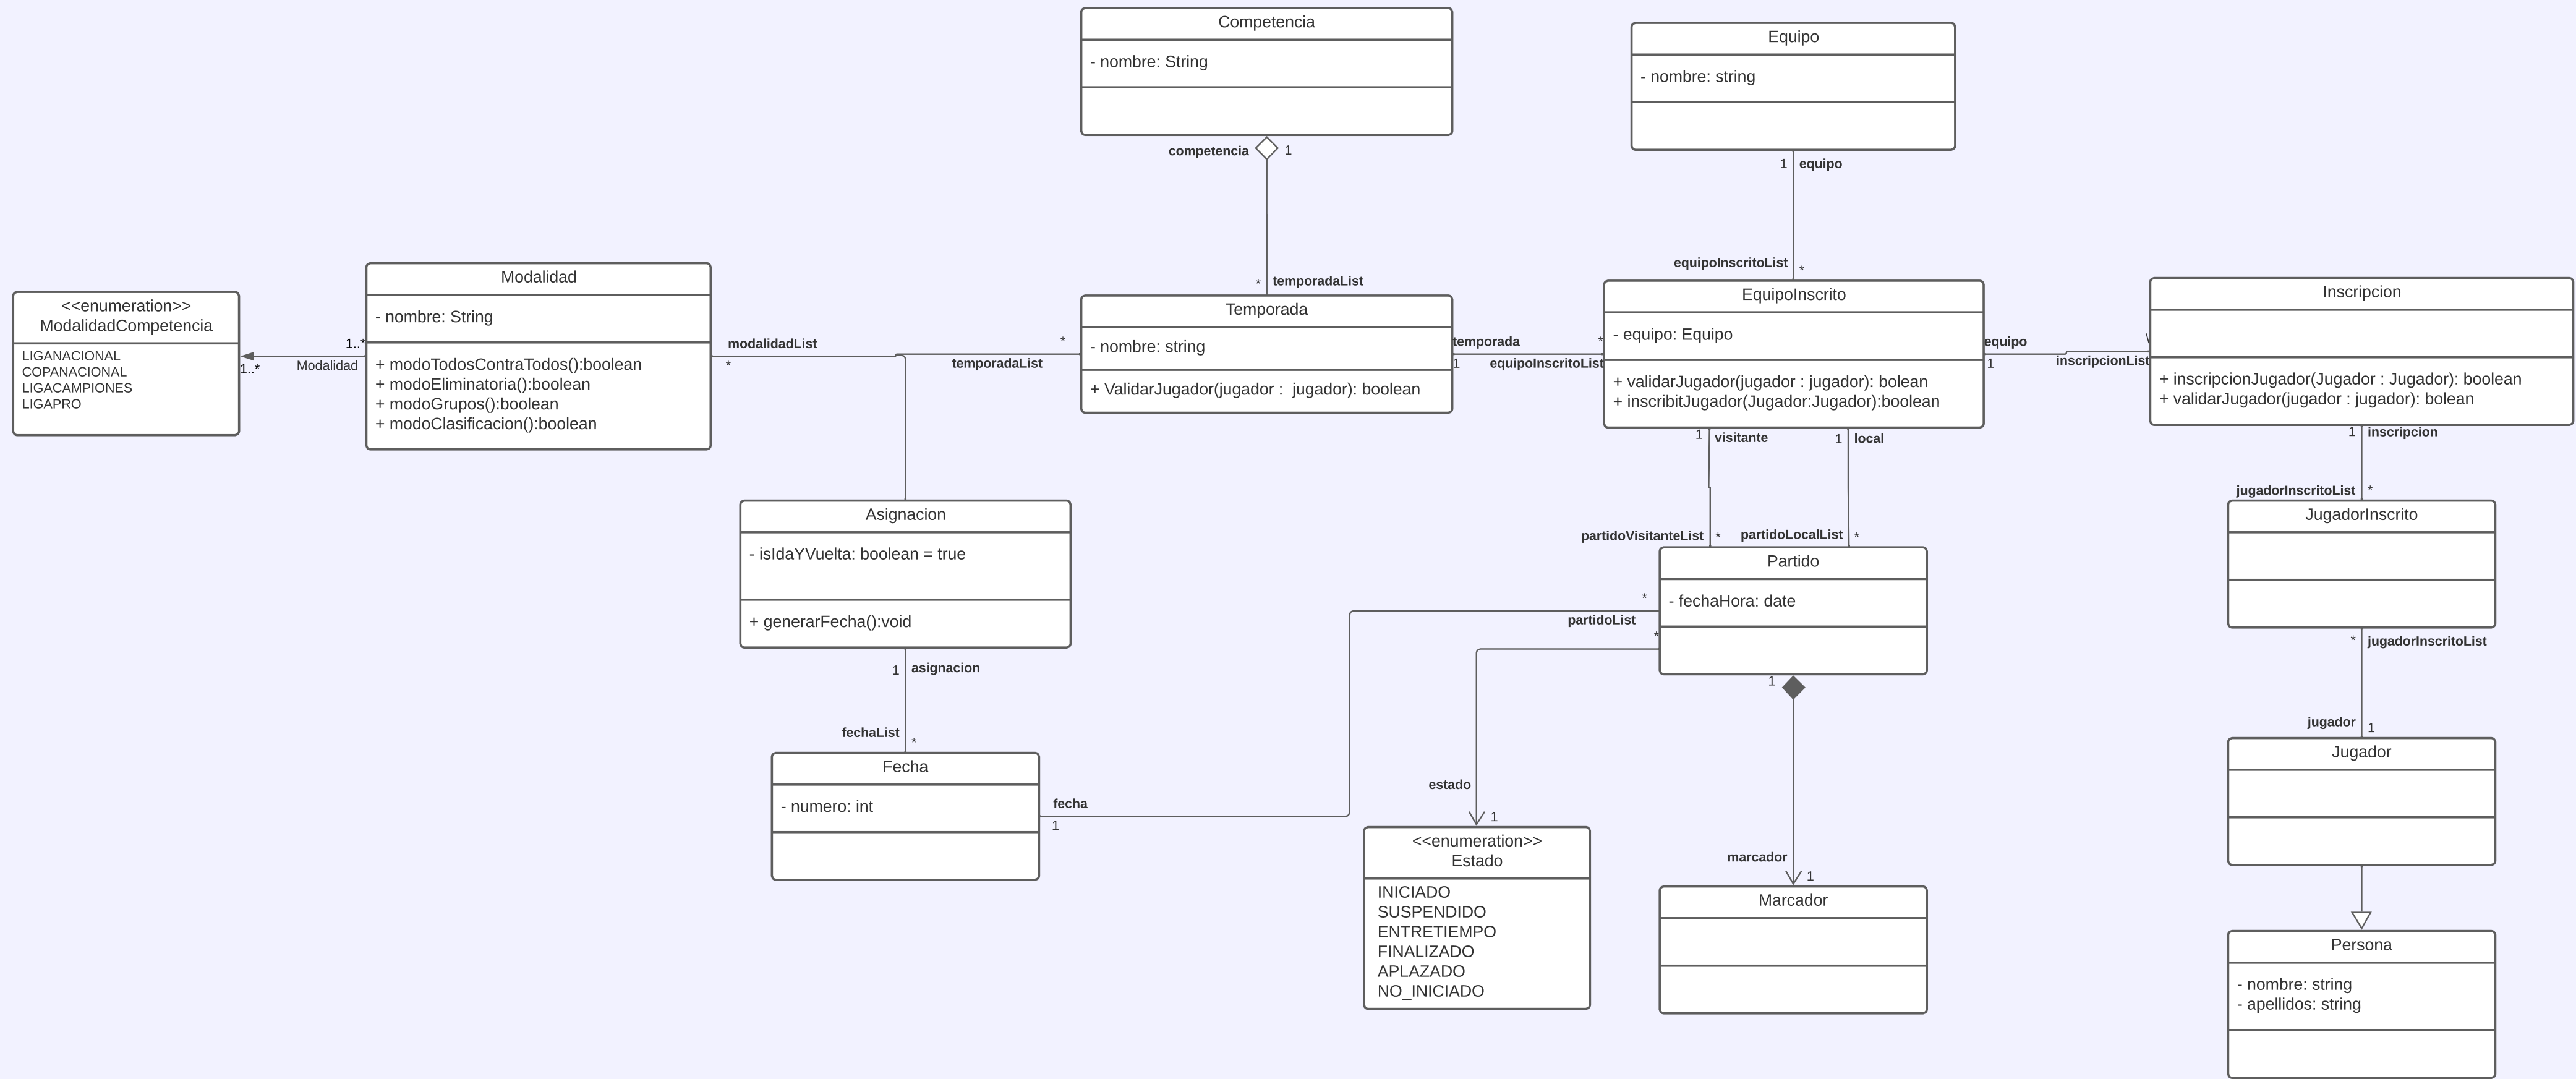 Competencia
- nombre: String
competencia
1
*
temporadaList
Equipo
- nombre: string
1
equipo
equipoInscritoList
*
<<enumeration>>
ModalidadCompetencia
LIGANACIONAL
COPANACIONAL
LIGACAMPIONES
LIGAPRO
1..*
1..*
Modalidad
Modalidad
- nombre: String
+ modoTodosContraTodos():boolean
+ modoEliminatoria():boolean
+ modoGrupos():boolean
+ modoClasificacion():boolean
modalidadList
*
*
temporadaList
Temporada
- nombre: string
+ ValidarJugador(jugador :  jugador): boolean
temporada
1
*
equipoInscritoList
EquipoInscrito
- equipo: Equipo
+ validarJugador(jugador : jugador): bolean
+ inscribitJugador(Jugador:Jugador):boolean
equipo
1
\
inscripcionList
Inscripcion
+ inscripcionJugador(Jugador : Jugador): boolean
+ validarJugador(jugador : jugador): bolean
1
visitante
1
local
partidoVisitanteList
*
partidoLocalList
*
1
inscripcion
jugadorInscritoList
*
Asignacion
- isIdaYVuelta: boolean = true
+ generarFecha():void
1
asignacion
fechaList
*
Fecha
- numero: int
fecha
1
Partido
- fechaHora: date
*
partidoList
*
1
estado
1
marcador
1
<<enumeration>>
Estado
INICIADO
SUSPENDIDO
ENTRETIEMPO
FINALIZADO
APLAZADO
NO_INICIADO
Marcador
JugadorInscrito
*
jugadorInscritoList
jugador
1
Jugador
Persona
- nombre: string
- apellidos: string